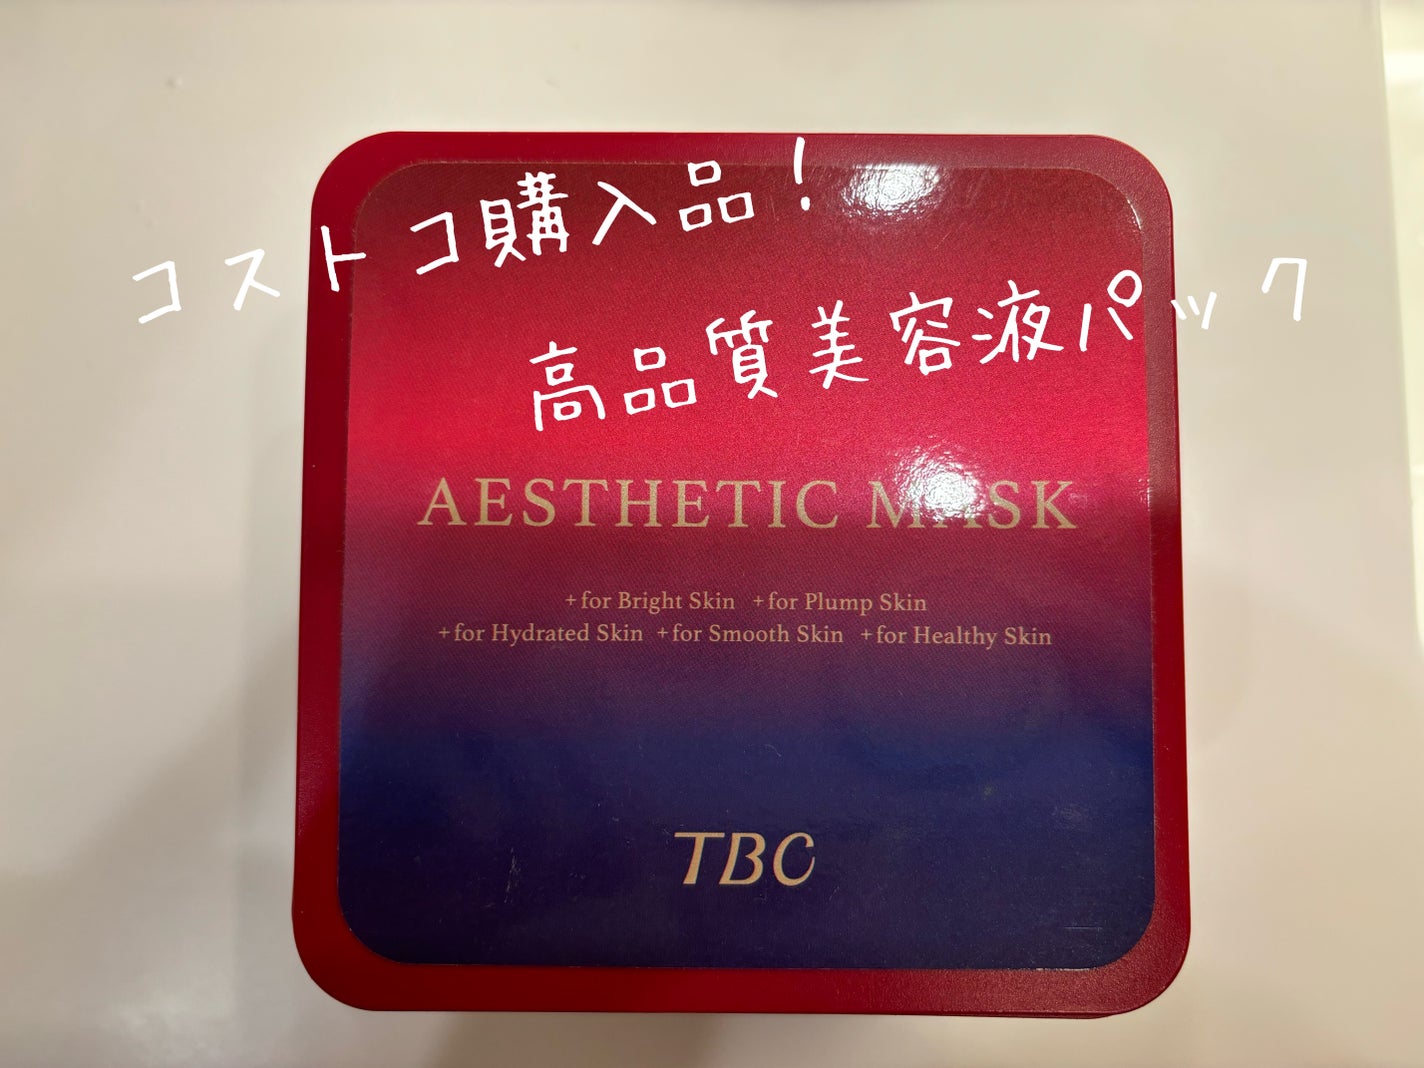 コストコ購入品！
高品質美容液パック
AESTHETIC MASK
+for Bright Skin +for Plump Skin
+for Hydrated Skin +for Smooth Skin +for Healthy Skin
TBC